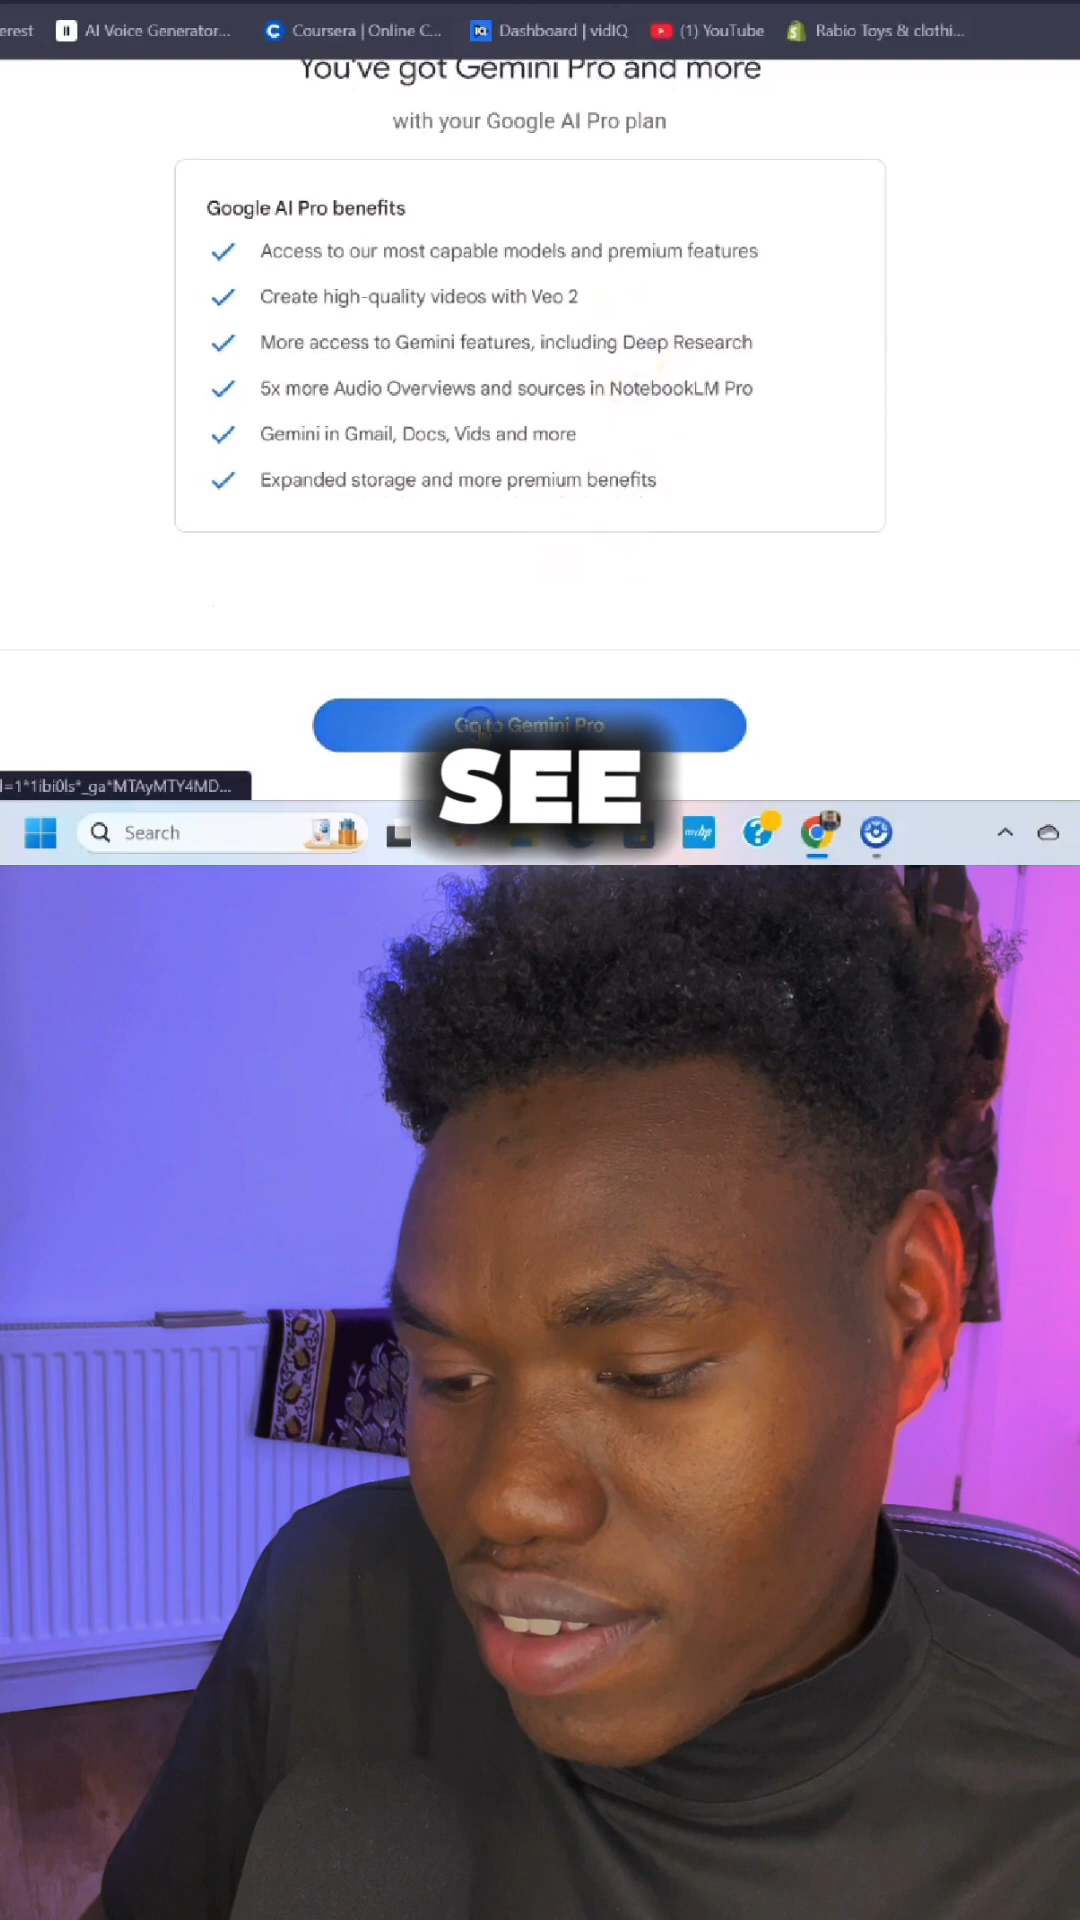 erest AI Voice Generator... Coursera | Online C... Dashboard | vidIQ (1) YouTube Rabio Toys & clothi...
You've got Gemini Pro and more
with your Google AI Pro plan
Google AI Pro benefits
Access to our most capable models and premium features
Create high-quality videos with Veo 2
More access to Gemini features, including Deep Research
5x more Audio Overviews and sources in NotebookLM Pro
Gemini in Gmail, Docs, Vids and more
Expanded storage and more premium benefits
Go to Gemini Pro
SEE
l=1*1ibi0ls*_ga*MTAyMTY4MD...
Search